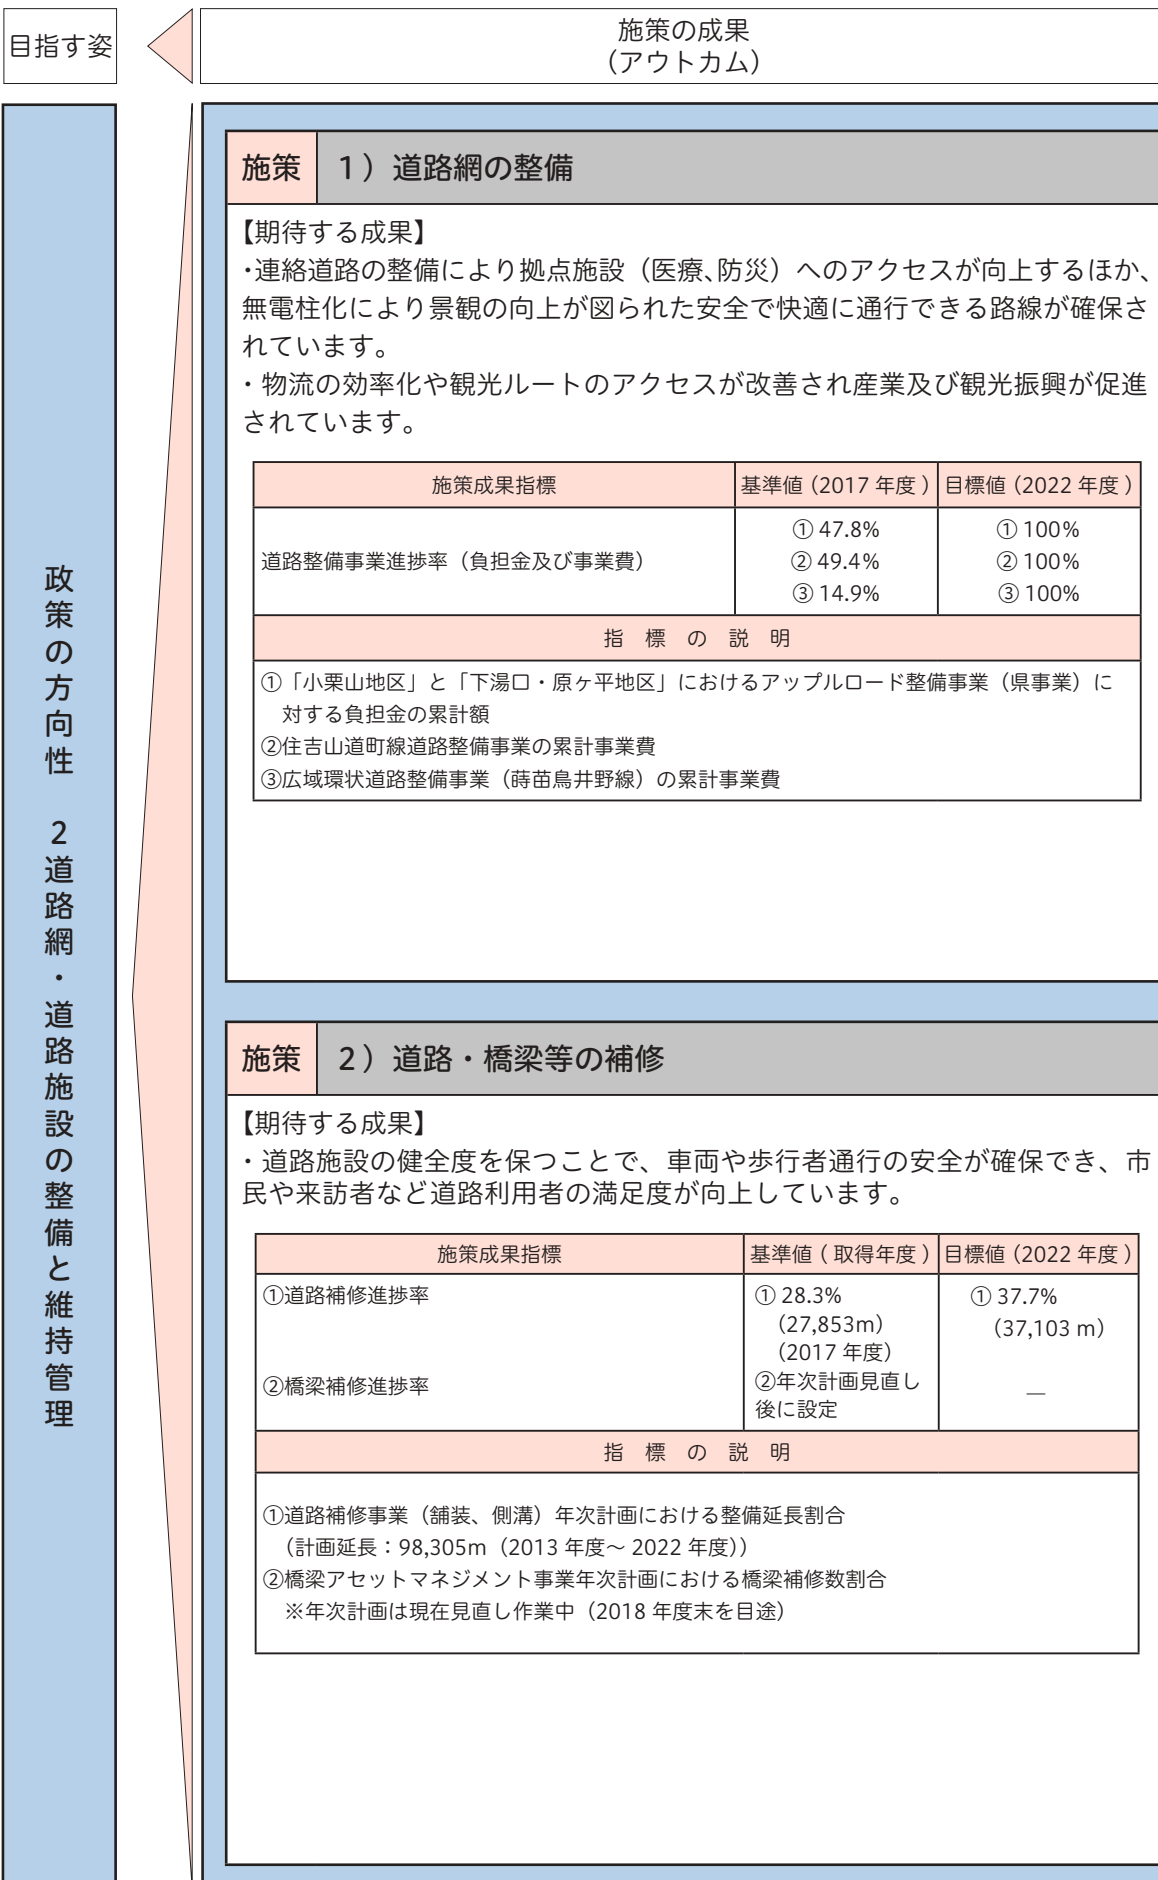 目指す姿
施策の成果
（アウトカム）
政策の方向性　2道路網・道路施設の整備と維持管理
施策
1）道路網の整備
【期待する成果】
・連絡道路の整備により拠点施設（医療、防災）へのアクセスが向上するほか、
無電柱化により景観の向上が図られた安全で快適に通行できる路線が確保さ
れています。
・物流の効率化や観光ルートのアクセスが改善され産業及び観光振興が促進
されています。
施策成果指標 基準値（2017 年度） 目標値（2022 年度）
道路整備事業進捗率（負担金及び事業費）
① 47.8% ① 100%
② 49.4% ② 100%
③ 14.9% ③ 100%
指　標　の　説　明
①「小栗山地区」と「下湯口・原ヶ平地区」におけるアップルロード整備事業（県事業）に
対する負担金の累計額
②住吉山道町線道路整備事業の累計事業費
③広域環状道路整備事業（蒔苗鳥井野線）の累計事業費
施策
2）道路・橋梁等の補修
【期待する成果】
・道路施設の健全度を保つことで、車両や歩行者通行の安全が確保でき、市
民や来訪者など道路利用者の満足度が向上しています。
施策成果指標 基準値（取得年度） 目標値（2022 年度）
①道路補修進捗率 ① 28.3% ① 37.7%
（27,853m） （37,103 m）
（2017 年度）
②橋梁補修進捗率 ②年次計画見直し ―
後に設定
指　標　の　説　明
①道路補修事業（舗装、側溝）年次計画における整備延長割合
（計画延長：98,305m（2013 年度～ 2022 年度））
②橋梁アセットマネジメント事業年次計画における橋梁補修数割合
※年次計画は現在見直し作業中（2018 年度末を目途）